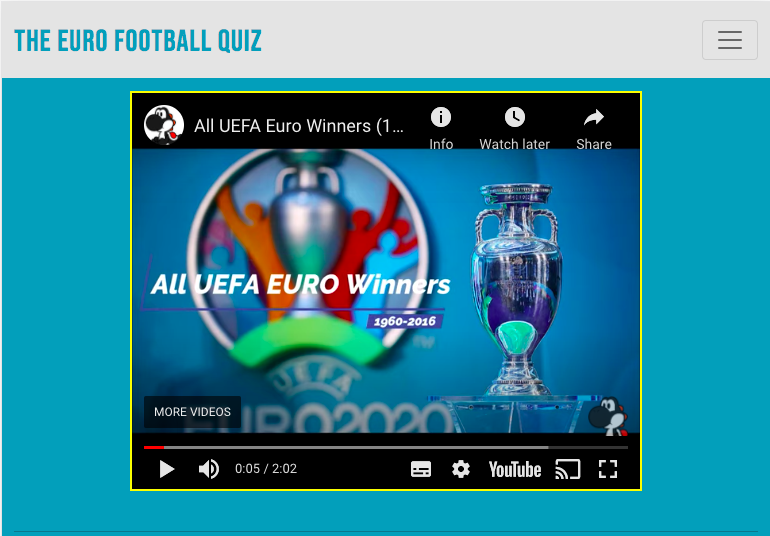 THE EURO FOOTBALL QUIZ
All UEFA Euro Winners (1...
Info
Watch later
Share
All UEFA EURO Winners
1960-2016
TM
UEFA
EURO2020
MORE VIDEOS
0:05 / 2:02
YouTube